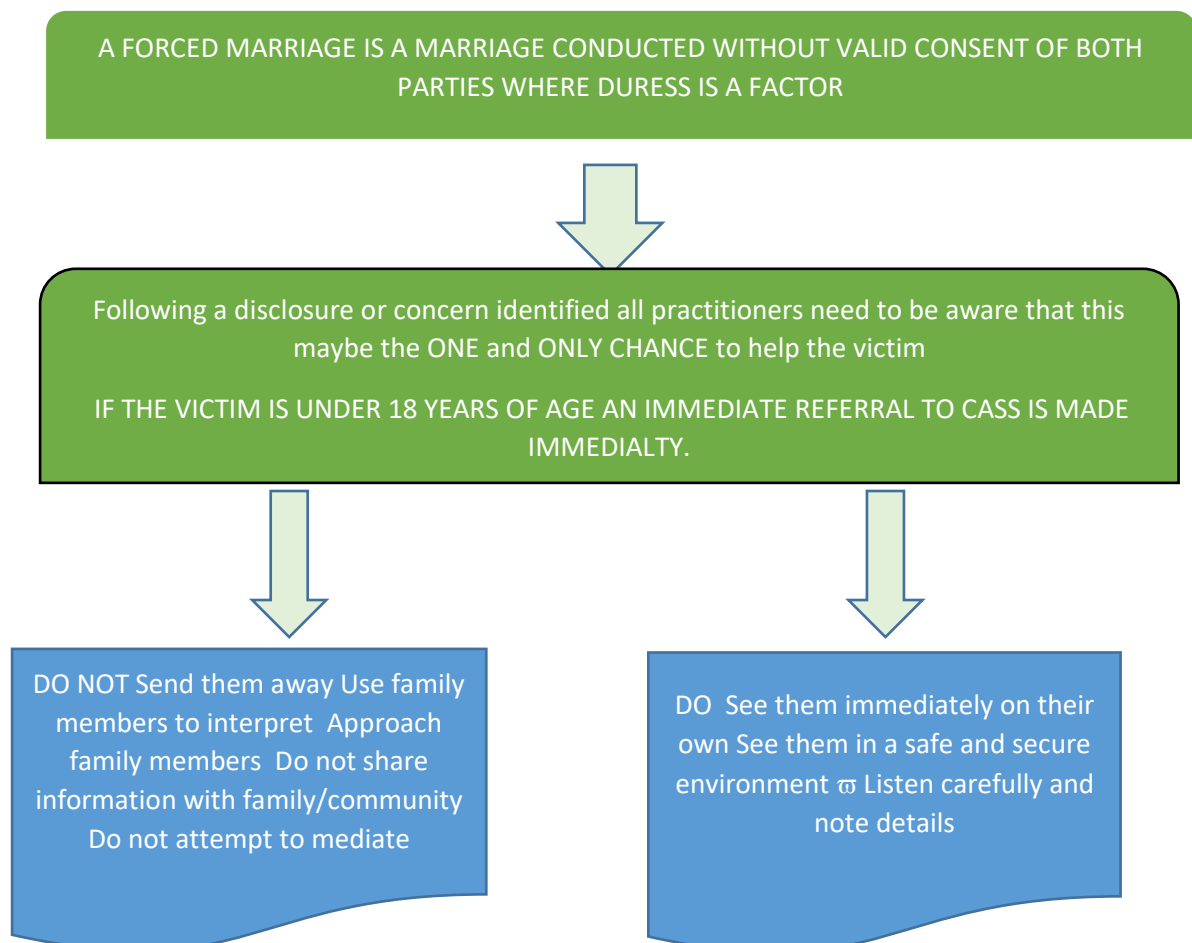 A FORCED MARRIAGE IS A MARRIAGE CONDUCTED WITHOUT VALID CONSENT OF BOTH
PARTIES WHERE DURESS IS A FACTOR
Following a disclosure or concern identified all practitioners need to be aware that this
maybe the ONE and ONLY CHANCE to help the victim
IF THE VICTIM IS UNDER 18 YEARS OF AGE AN IMMEDIATE REFERRAL TO CASS IS MADE
IMMEDIALTY.
DO NOT Send them away Use family
members to interpret Approach
family members Do not share
information with family/community
Do not attempt to mediate
DO See them immediately on their
own See them in a safe and secure
environment ϖ Listen carefully and
note details